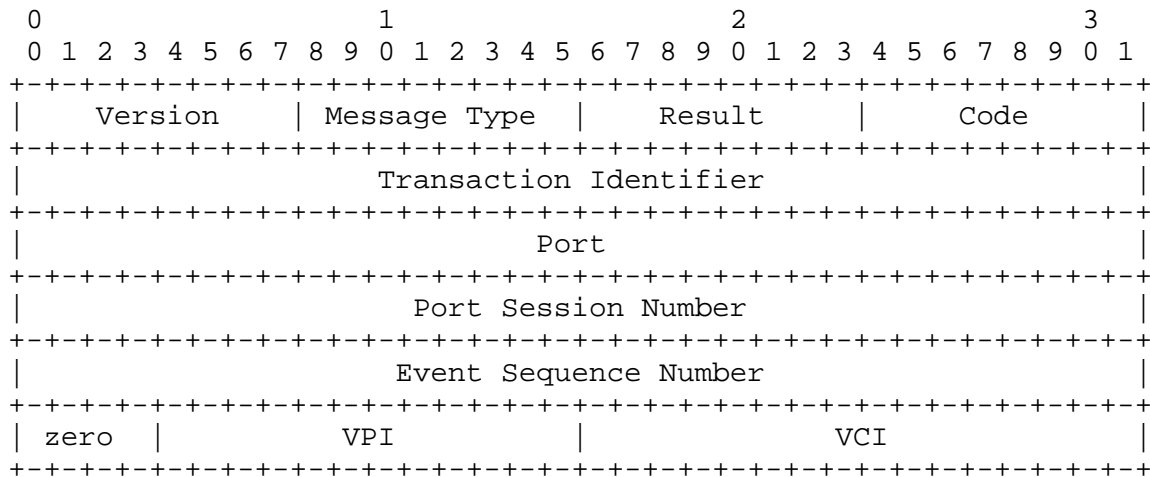 0                   1                   2                   3
 0 1 2 3 4 5 6 7 8 9 0 1 2 3 4 5 6 7 8 9 0 1 2 3 4 5 6 7 8 9 0 1
+-+-+-+-+-+-+-+-+-+-+-+-+-+-+-+-+-+-+-+-+-+-+-+-+-+-+-+-+-+-+-+-+
|    Version    | Message Type  |    Result     |     Code      |
+-+-+-+-+-+-+-+-+-+-+-+-+-+-+-+-+-+-+-+-+-+-+-+-+-+-+-+-+-+-+-+-+
|                    Transaction Identifier                     |
+-+-+-+-+-+-+-+-+-+-+-+-+-+-+-+-+-+-+-+-+-+-+-+-+-+-+-+-+-+-+-+-+
|                             Port                              |
+-+-+-+-+-+-+-+-+-+-+-+-+-+-+-+-+-+-+-+-+-+-+-+-+-+-+-+-+-+-+-+-+
|                      Port Session Number                      |
+-+-+-+-+-+-+-+-+-+-+-+-+-+-+-+-+-+-+-+-+-+-+-+-+-+-+-+-+-+-+-+-+
|                     Event Sequence Number                     |
+-+-+-+-+-+-+-+-+-+-+-+-+-+-+-+-+-+-+-+-+-+-+-+-+-+-+-+-+-+-+-+-+
| zero  |          VPI          |              VCI              |
+-+-+-+-+-+-+-+-+-+-+-+-+-+-+-+-+-+-+-+-+-+-+-+-+-+-+-+-+-+-+-+-+